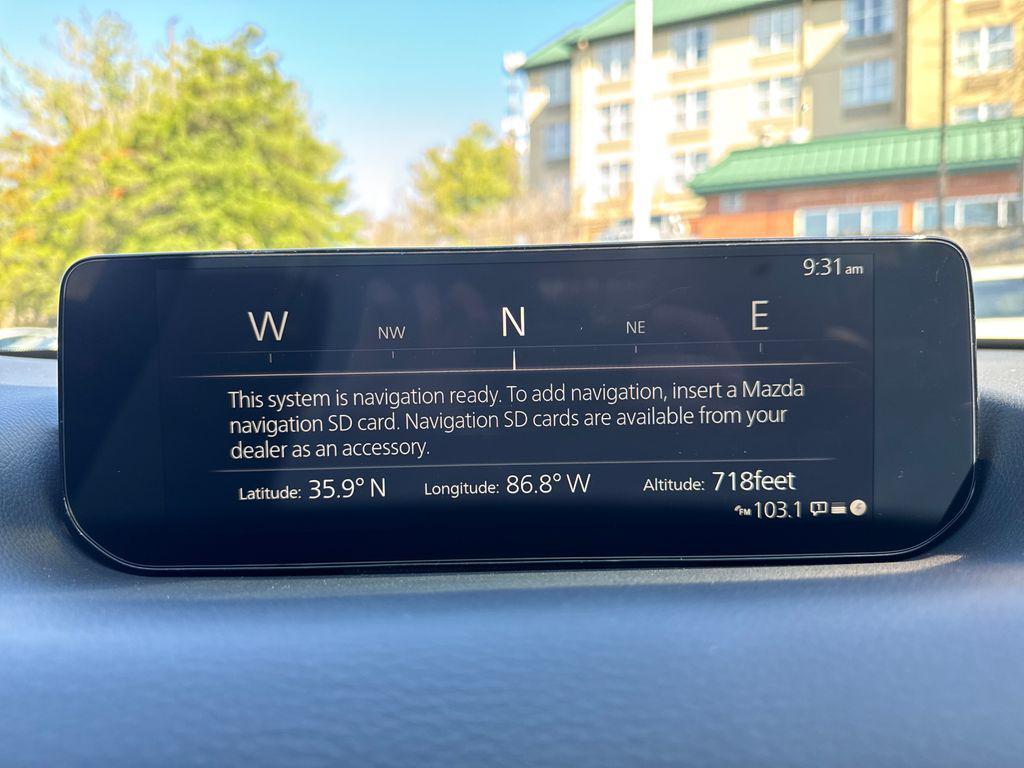 9:31am
W NW N NE E
This system is navigation ready. To add navigation, insert a Mazda
navigation SD card. Navigation SD cards are available from your
dealer as an accessory.
Latitude: 35.9° N Longitude: 86.8° W Altitude: 718feet
FM 103.1